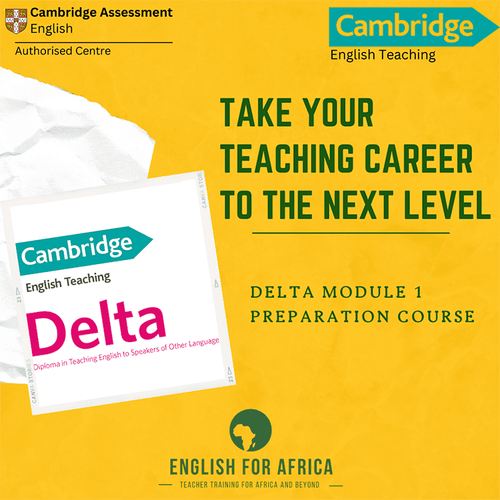 Cambridge Assessment
English
Authorised Centre
Cambridge
English Teaching
TAKE YOUR
TEACHING CAREER
TO THE NEXT LEVEL
Cambridge
English Teaching
Delta
Diploma in Teaching English to Speakers of Other Language
DELTA MODULE 1
PREPARATION COURSE
ENGLISH FOR AFRICA
TEACHER TRAINING FOR AFRICA AND BEYOND